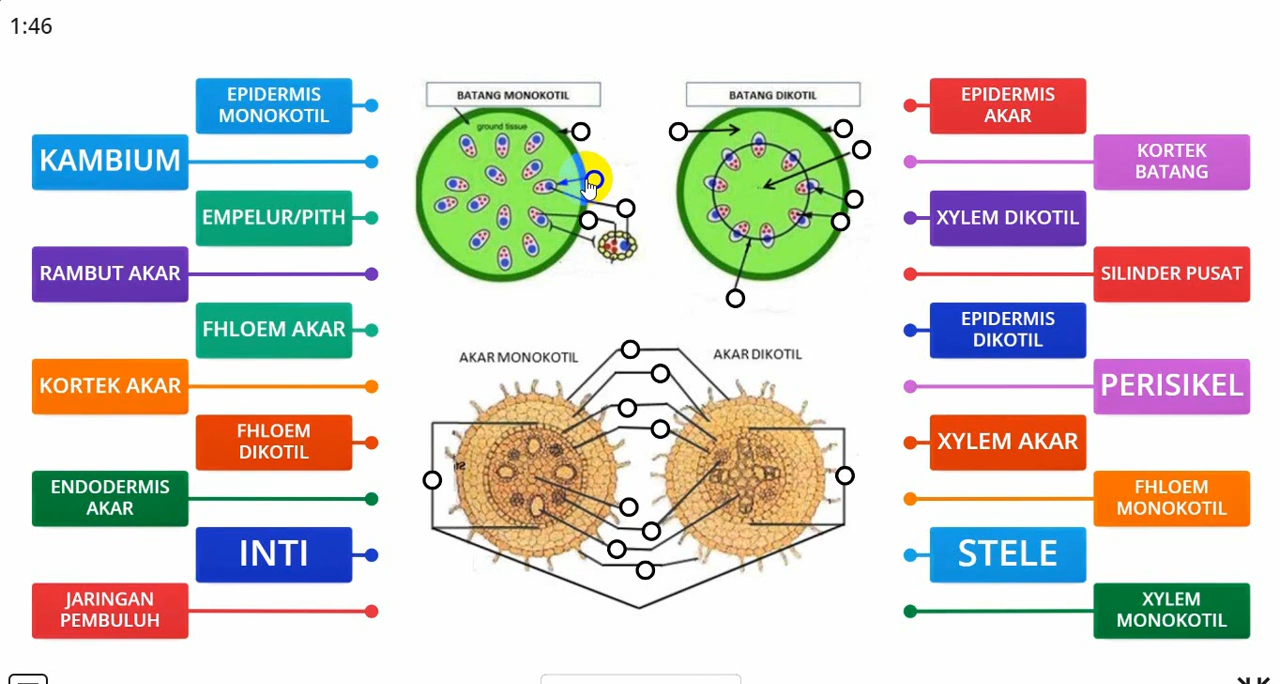 1:46
EPIDERMIS
MONOKOTIL
KAMBIUM
EMPELUR/PITH
RAMBUT AKAR
FHLOEM AKAR
KORTEK AKAR
FHLOEM
DIKOTIL
ENDODERMIS
AKAR
INTI
JARINGAN
PEMBULUH
BATANG MONOKOTIL
ground tissue
BATANG DIKOTIL
AKAR MONOKOTIL
AKAR DIKOTIL
EPIDERMIS
AKAR
KORTEK
BATANG
XYLEM DIKOTIL
SILINDER PUSAT
EPIDERMIS
DIKOTIL
PERISIKEL
XYLEM AKAR
FHLOEM
MONOKOTIL
STELE
XYLEM
MONOKOTIL